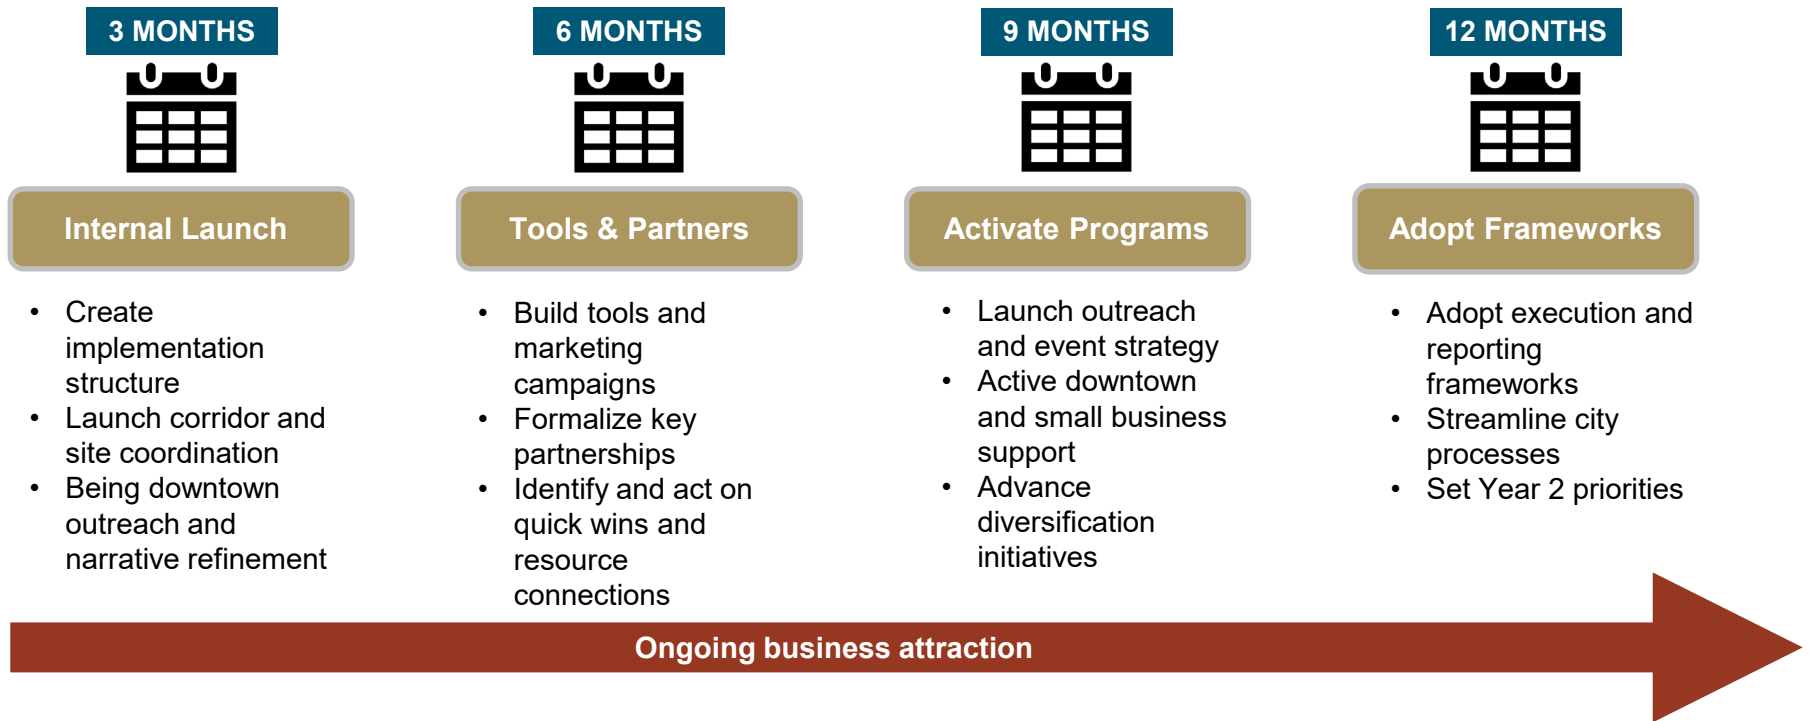 3 MONTHS
Internal Launch
• Create
implementation
structure
• Launch corridor and
site coordination
• Being downtown
outreach and
narrative refinement
6 MONTHS
Tools & Partners
• Build tools and
marketing
campaigns
• Formalize key
partnerships
• Identify and act on
quick wins and
resource
connections
9 MONTHS
Activate Programs
• Launch outreach
and event strategy
• Active downtown
and small business
support
• Advance
diversification
initiatives
12 MONTHS
Adopt Frameworks
• Adopt execution and
reporting
frameworks
• Streamline city
processes
• Set Year 2 priorities
Ongoing business attraction